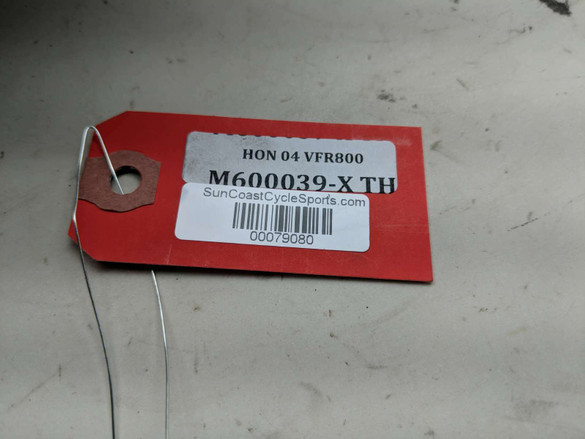 HON 04 VFR800
M600039-X TH
SunCoastCycleSports.com
00079080